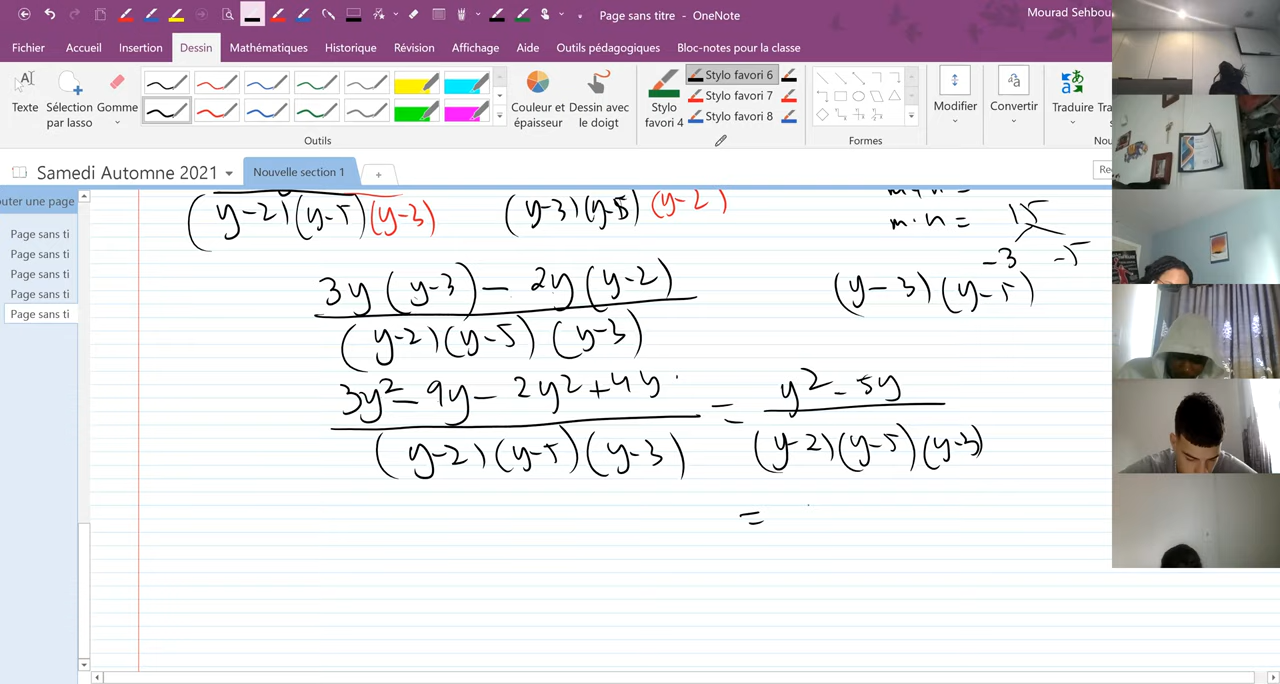 Page sans titre - OneNote
Mourad Sehbou
Fichier Accueil Insertion Dessin Mathématiques Historique Révision Affichage Aide Outils pédagogiques Bloc-notes pour la classe
Texte Sélection par lasso Gomme
Couleur et épaisseur Dessin avec le doigt
Stylo favori 4
Stylo favori 6
Stylo favori 7
Stylo favori 8
Modifier Convertir Traduire Tra
Outils Formes Nou
Samedi Automne 2021 Nouvelle section 1 +
Re
outer une page
Page sans ti
Page sans ti
Page sans ti
Page sans ti
Page sans ti
(y-2)(y-5)(y-3) (y-3)(y-5)(y-2)
m + n =
m · n = 15
-3 -5
(y-3)(y-5)
3y(y-3) - 2y(y-2)
(y-2)(y-5)(y-3)
3y² - 9y - 2y² + 4y = y² - 5y
(y-2)(y-5)(y-3) (y-2)(y-5)(y-3)
=